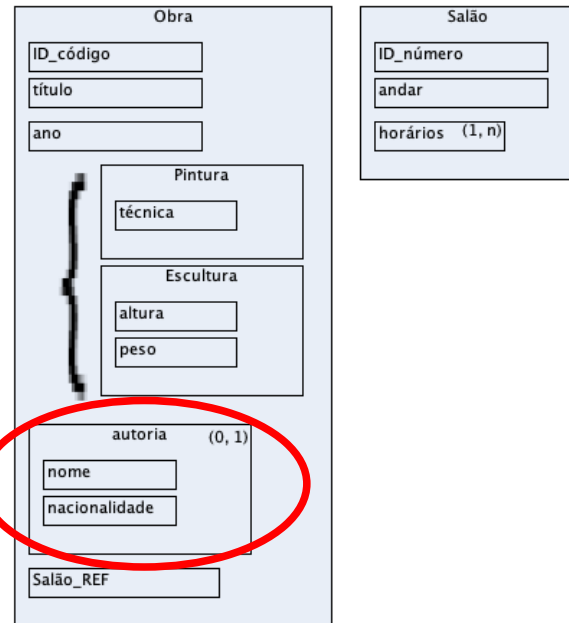 Obra
ID_código
título
ano
Pintura
técnica
Escultura
altura
peso
autoria (0, 1)
nome
nacionalidade
Salão_REF
Salão
ID_número
andar
horários (1, n)